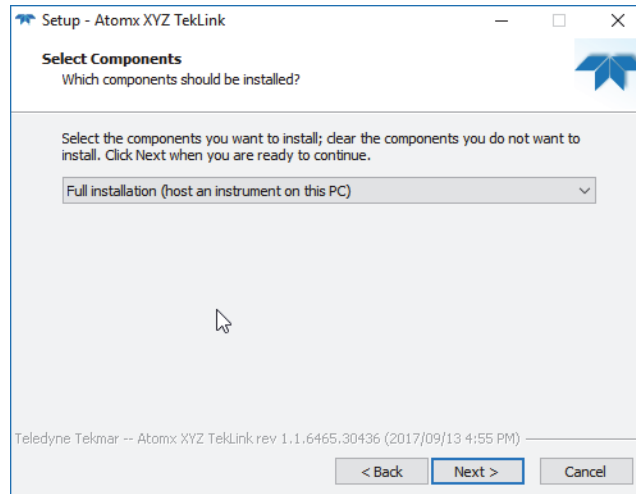 Setup - Atomx XYZ TekLink
Select Components
Which components should be installed?
Select the components you want to install; clear the components you do not want to
install. Click Next when you are ready to continue.
Full installation (host an instrument on this PC)
Teledyne Tekmar -- Atomx XYZ TekLink rev 1.1.6465.30436 (2017/09/13 4:55 PM)
< Back
Next >
Cancel